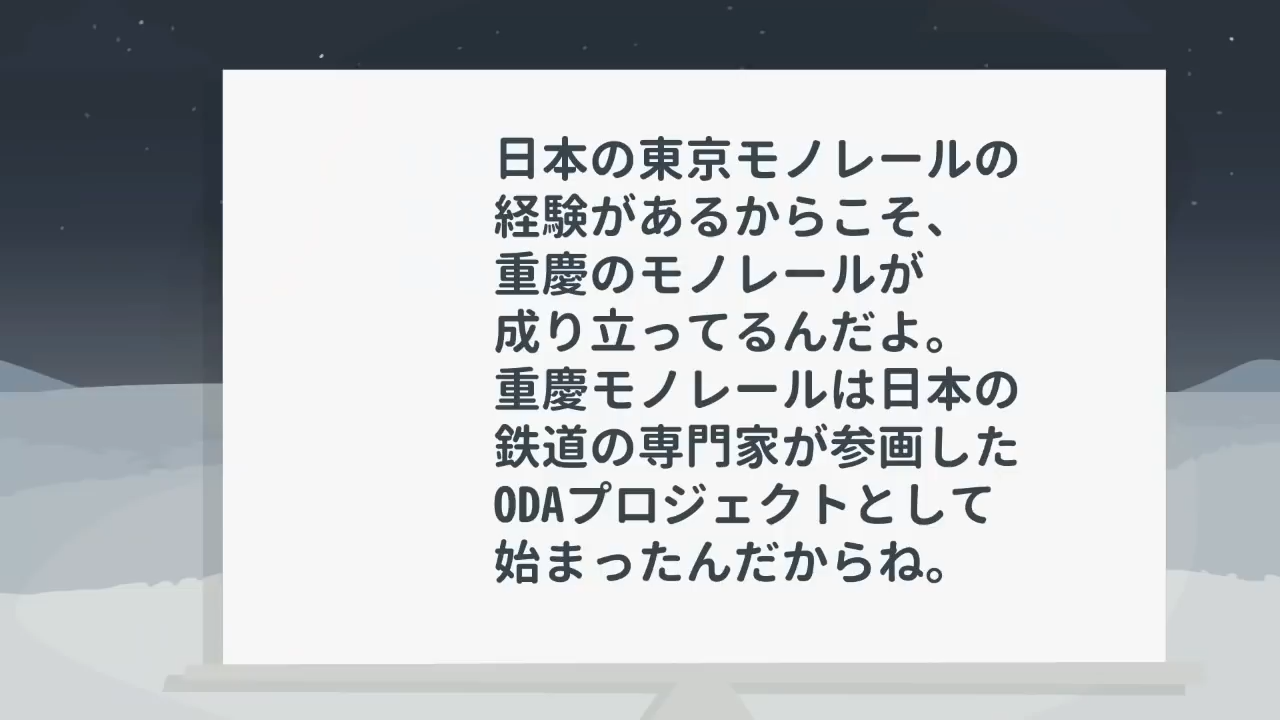 日本の東京モノレールの
経験があるからこそ、
重慶のモノレールが
成り立ってるんだよ。
重慶モノレールは日本の
鉄道の専門家が参画した
ODAプロジェクトとして
始まったんだからね。